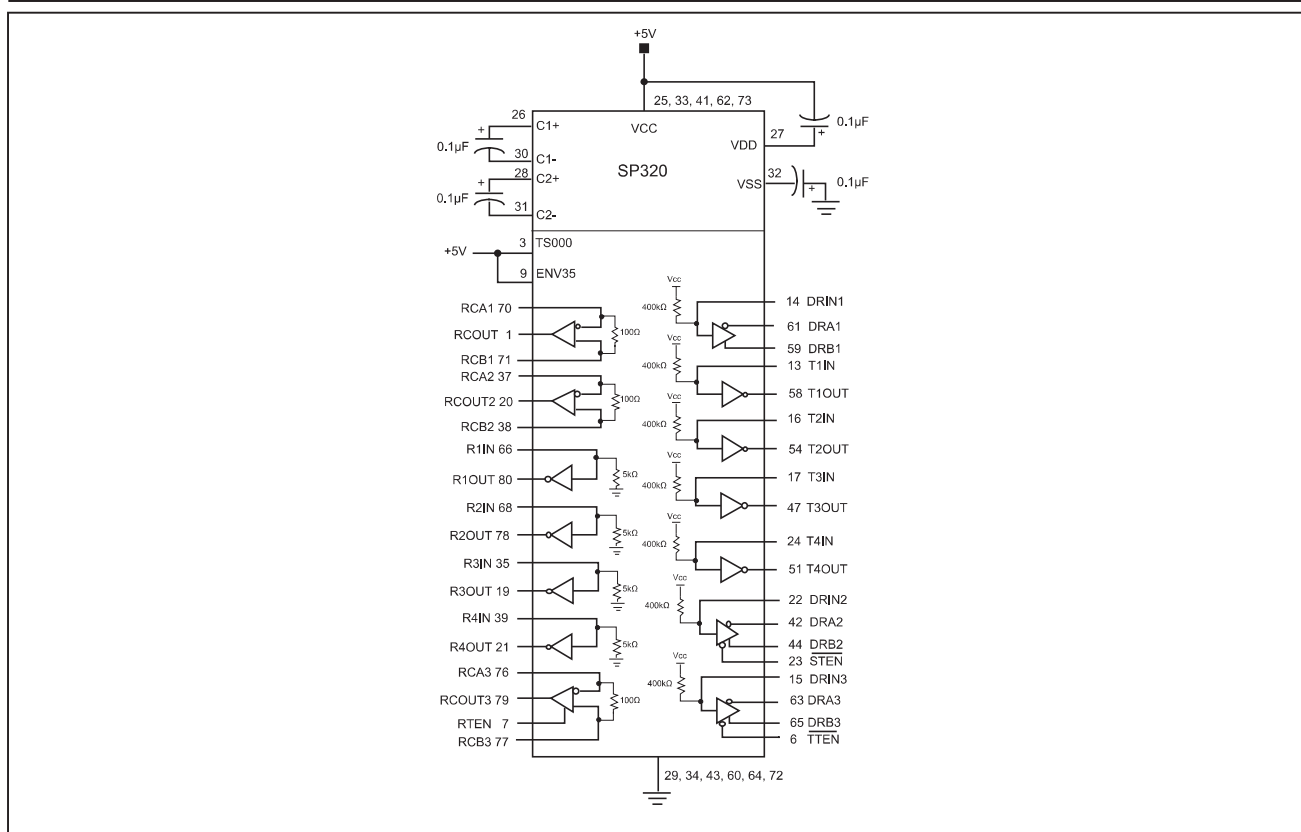 +5V
25, 33, 41, 62, 73
26
C1+
VCC
27
0.1µF
+
0.1µF
VDD
+
30
C1-
SP320
28
C2+
32
VSS
0.1µF
+
+
0.1µF
31
C2-
3
TS000
+5V
9
ENV35
RCA1 70
RCOUT 1
100Ω
RCB1 71
RCA2 37
RCOUT2 20
100Ω
RCB2 38
R1IN 66
R1OUT 80
5kΩ
R2IN 68
R2OUT 78
5kΩ
R3IN 35
R3OUT 19
5kΩ
R4IN 39
R4OUT 21
5kΩ
RCA3 76
RCOUT3 79
100Ω
RTEN 7
RCB3 77
Vcc
400kΩ
14 DRIN1
61 DRA1
59 DRB1
Vcc
400kΩ
13 T1IN
58 T1OUT
Vcc
400kΩ
16 T2IN
54 T2OUT
Vcc
400kΩ
17 T3IN
47 T3OUT
Vcc
400kΩ
24 T4IN
51 T4OUT
Vcc
400kΩ
22 DRIN2
42 DRA2
44 DRB2
23 STEN
Vcc
400kΩ
15 DRIN3
63 DRA3
65 DRB3
6 TTEN
29, 34, 43, 60, 64, 72